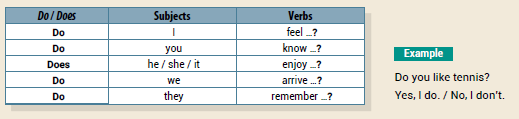 Do / Does Subjects Verbs
Do I feel ...?
Do you know ...?
Does he / she / it enjoy ...?
Do we arrive ...?
Do they remember ...?
Example
Do you like tennis?
Yes, I do. / No, I don't.